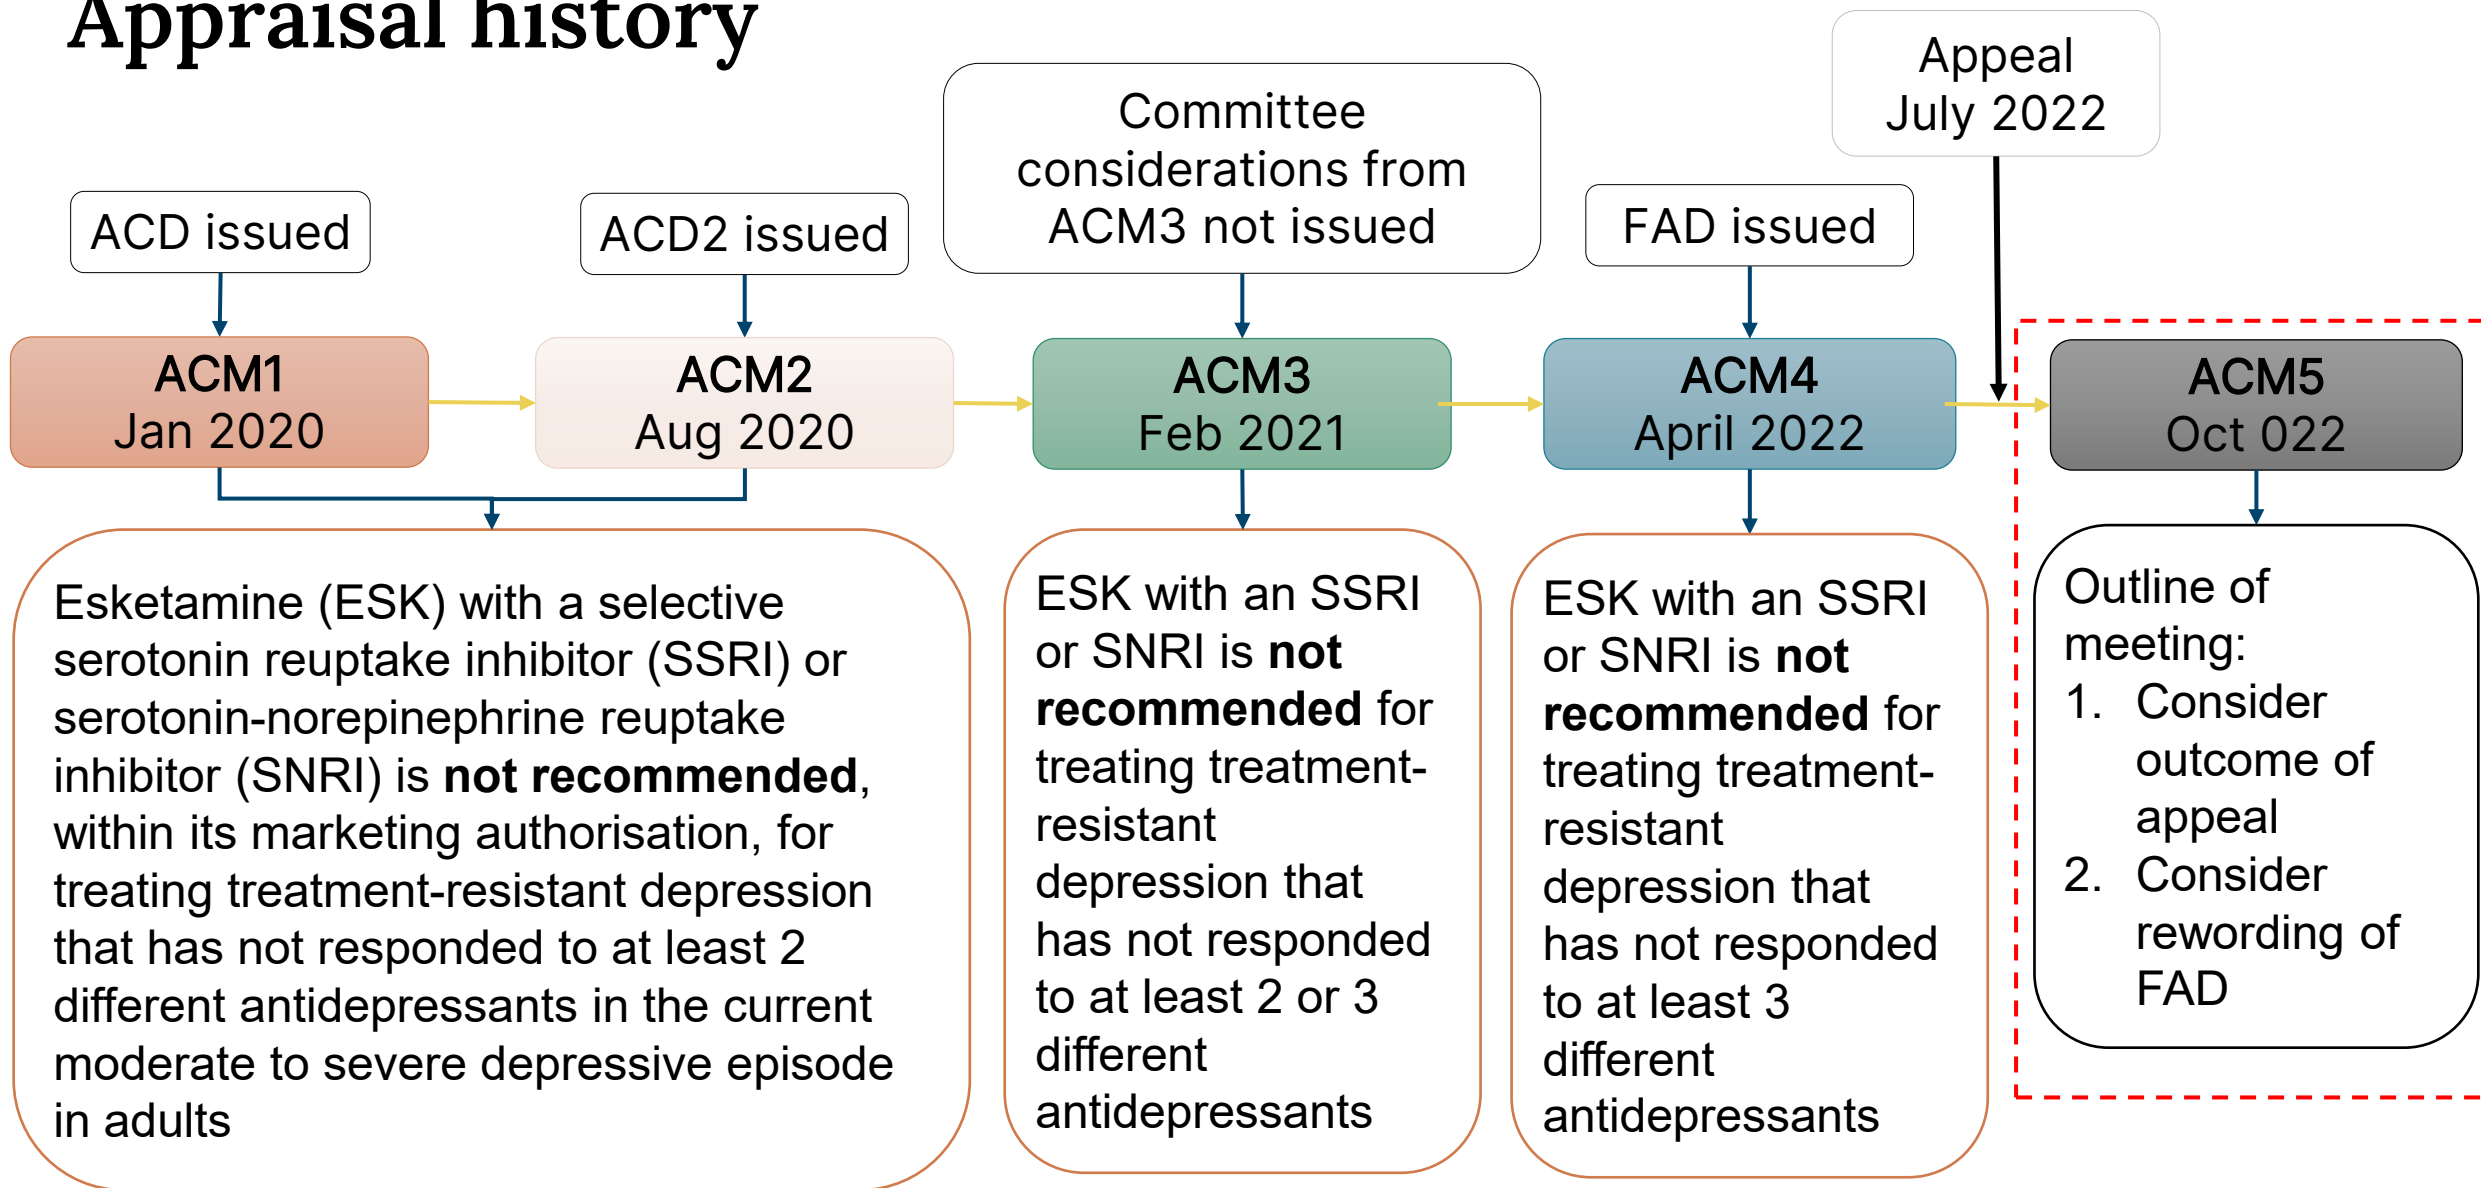 Appraisal history
Appeal
July 2022
Committee
considerations from
ACM3 not issued
ACD issued
ACD2 issued
FAD issued
ACM1
Jan 2020
ACM2
Aug 2020
ACM3
Feb 2021
ACM4
April 2022
ACM5
Oct 022
Esketamine (ESK) with a selective
serotonin reuptake inhibitor (SSRI) or
serotonin-norepinephrine reuptake
inhibitor (SNRI) is not recommended,
within its marketing authorisation, for
treating treatment-resistant depression
that has not responded to at least 2
different antidepressants in the current
moderate to severe depressive episode
in adults
ESK with an SSRI
or SNRI is not
recommended for
treating treatment-
resistant
depression that
has not responded
to at least 2 or 3
different
antidepressants
ESK with an SSRI
or SNRI is not
recommended for
treating treatment-
resistant
depression that
has not responded
to at least 3
different
antidepressants
Outline of
meeting:
1. Consider
outcome of
appeal
2. Consider
rewording of
FAD